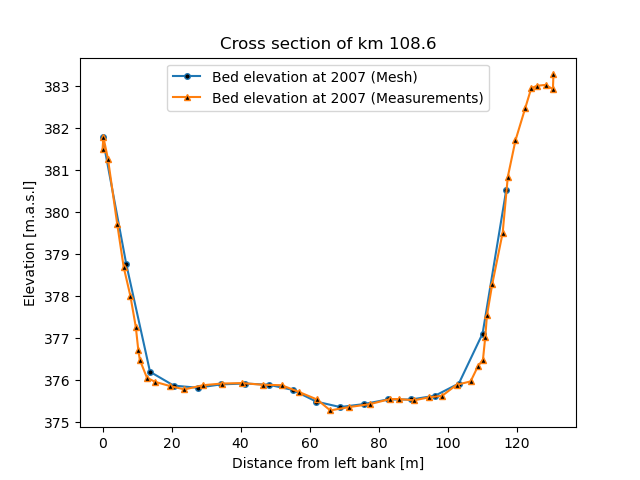 Cross section of km 108.6
Bed elevation at 2007 (Mesh)
Bed elevation at 2007 (Measurements)
Elevation [m.a.s.l]
383
382
381
380
379
378
377
376
375
0 20 40 60 80 100 120
Distance from left bank [m]